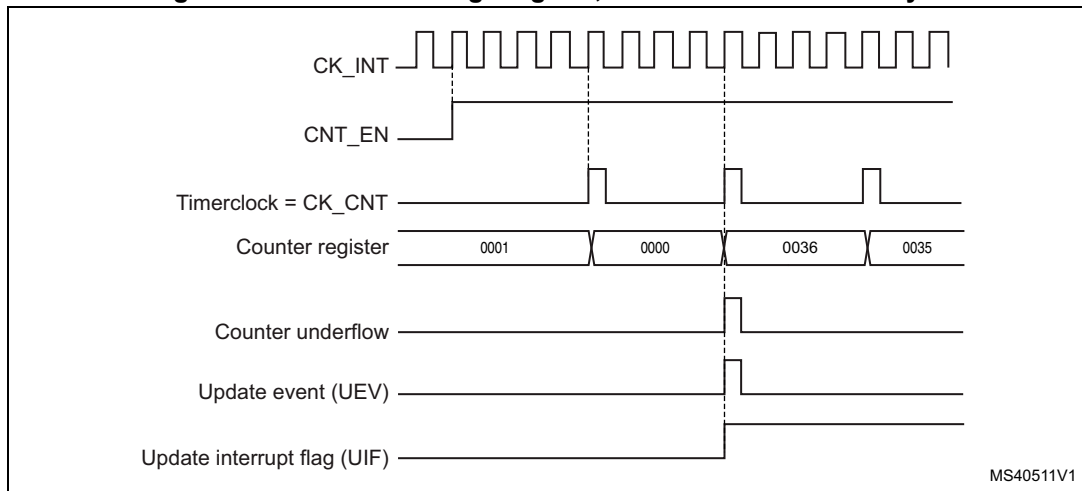 CK_INT
CNT_EN
Timerclock = CK_CNT
Counter register
0001 0000 0036 0035
Counter underflow
Update event (UEV)
Update interrupt flag (UIF)
MS40511V1